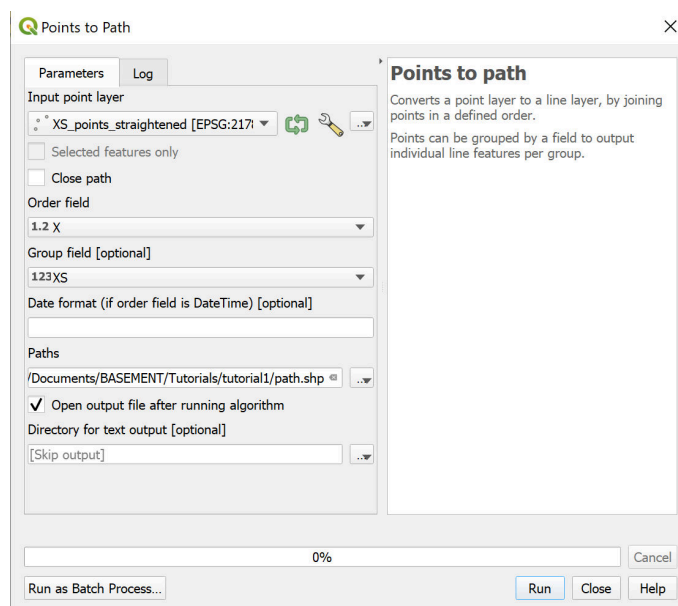 Points to Path
Parameters
Log
Input point layer
XS_points_straightened [EPSG:217
Selected features only
Close path
Order field
1.2 X
Group field [optional]
123 XS
Date format (if order field is DateTime) [optional]
Paths
/Documents/BASEMENT/Tutorials/tutorial1/path.shp
Open output file after running algorithm
Directory for text output [optional]
[Skip output]
Points to path
Converts a point layer to a line layer, by joining
points in a defined order.
Points can be grouped by a field to output
individual line features per group.
0%
Cancel
Run as Batch Process...
Run
Close
Help